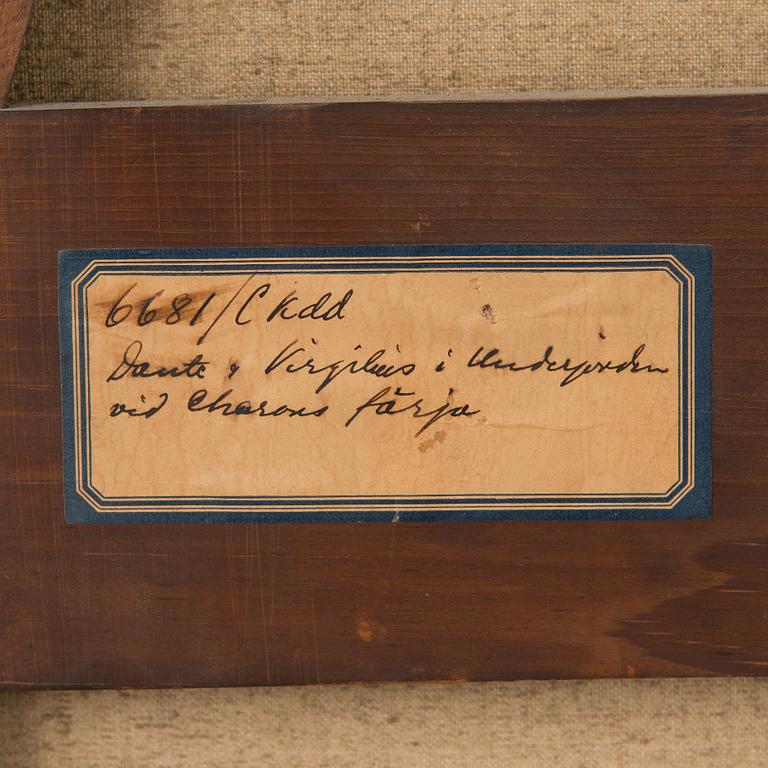 6681/Ckdd
Dante & Virgilius i Underjorden
vid Charons färja